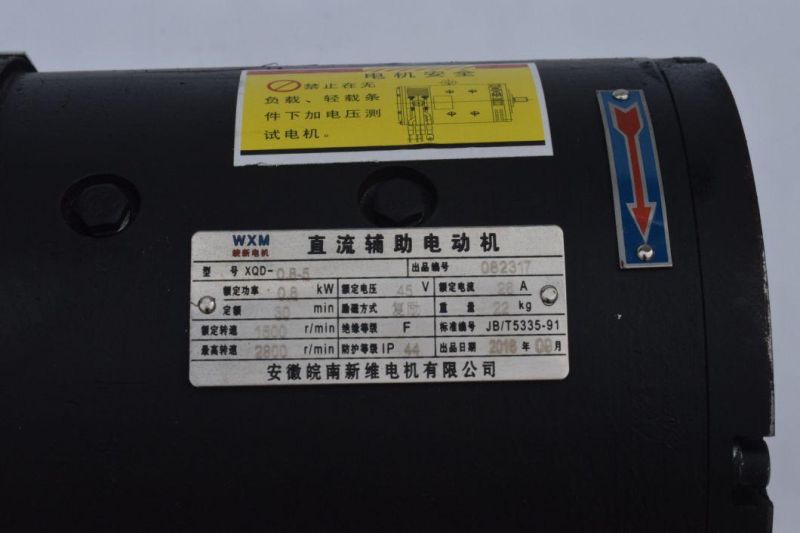 电机安全
禁止在无
负载、轻载条
件下加电压测
试电机。
WXM
皖新电机
直流辅助电动机
型 号 XQD-0.8-5 出品编号 082317
额定功率 0.8 kW 额定电压 45 V 额定电流 28 A
定额 30 min 励磁方式 复励 重 量 22 kg
额定转速 1500 r/min 绝缘等级 F 标准编号 JB/T5335-91
最高转速 2800 r/min 防护等级 IP 44 出品日期 2016 年 09 月
安徽皖南新维电机有限公司